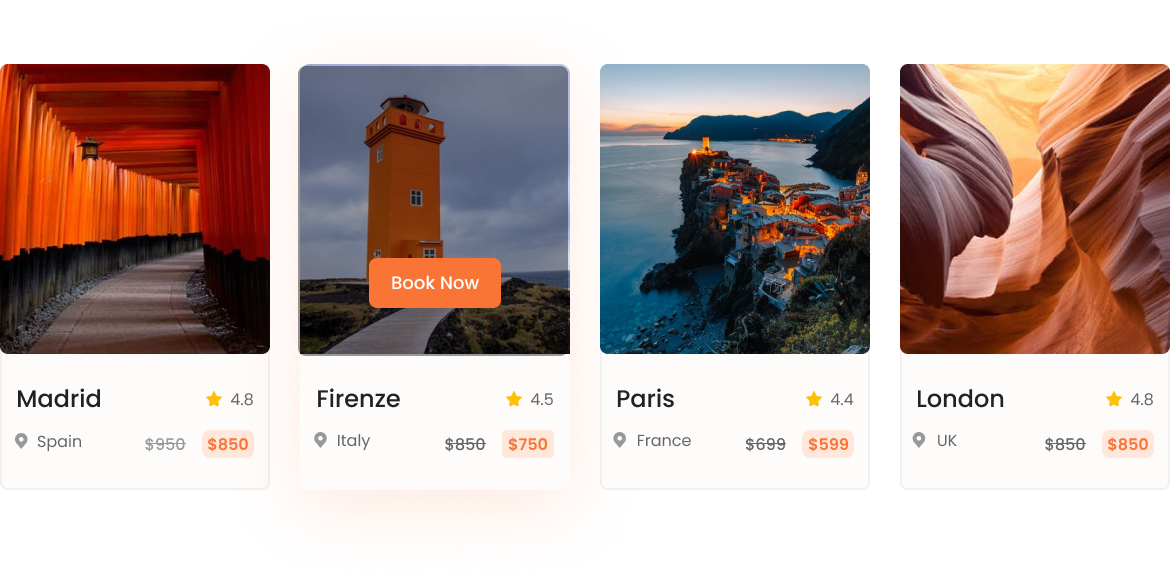 Book Now
Madrid 4.8
Spain $950 $850
Firenze 4.5
Italy $850 $750
Paris 4.4
France $699 $599
London 4.8
UK $850 $850